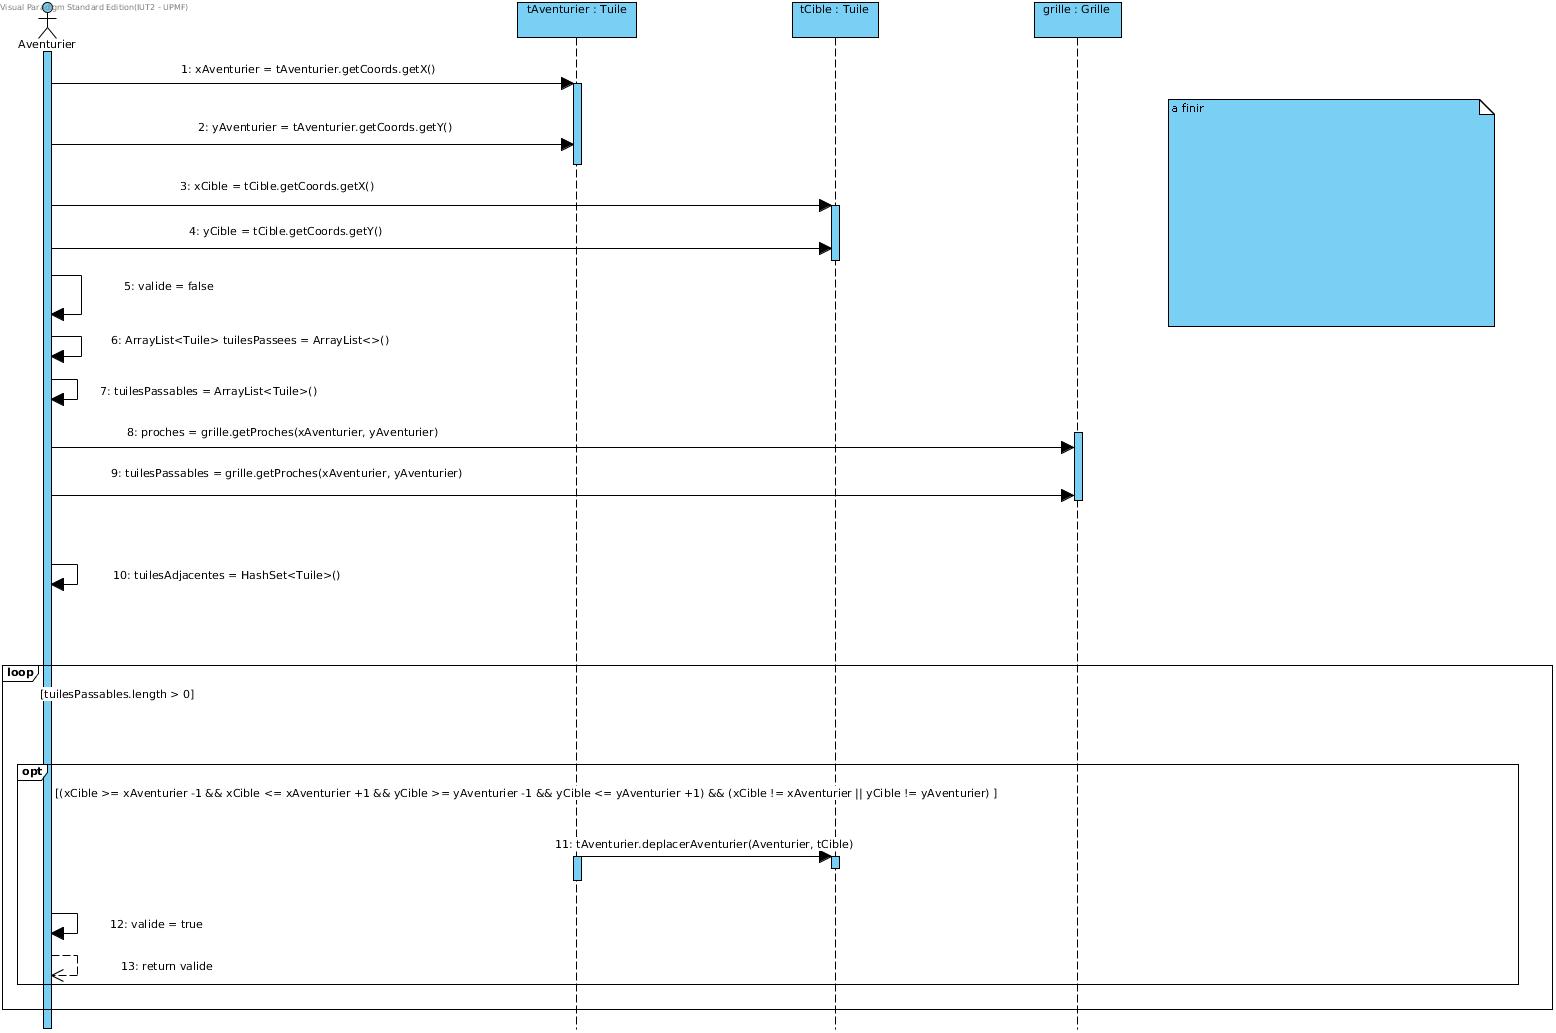 Visual Paradigm Standard Edition(IUT2 - UPMF)
Aventurier
tAventurier : Tuile
tCible : Tuile
grille : Grille
1: xAventurier = tAventurier.getCoords.getX()
a finir
2: yAventurier = tAventurier.getCoords.getY()
3: xCible = tCible.getCoords.getX()
4: yCible = tCible.getCoords.getY()
5: valide = false
6: ArrayList<Tuile> tuilesPassees = ArrayList<>()
7: tuilesPassables = ArrayList<Tuile>()
8: proches = grille.getProches(xAventurier, yAventurier)
9: tuilesPassables = grille.getProches(xAventurier, yAventurier)
10: tuilesAdjacentes = HashSet<Tuile>()
loop
[tuilesPassables.length > 0]
opt
[(xCible >= xAventurier -1 && xCible <= xAventurier +1 && yCible >= yAventurier -1 && yCible <= yAventurier +1) && (xCible != xAventurier || yCible != yAventurier) ]
11: tAventurier.deplacerAventurier(Aventurier, tCible)
12: valide = true
13: return valide